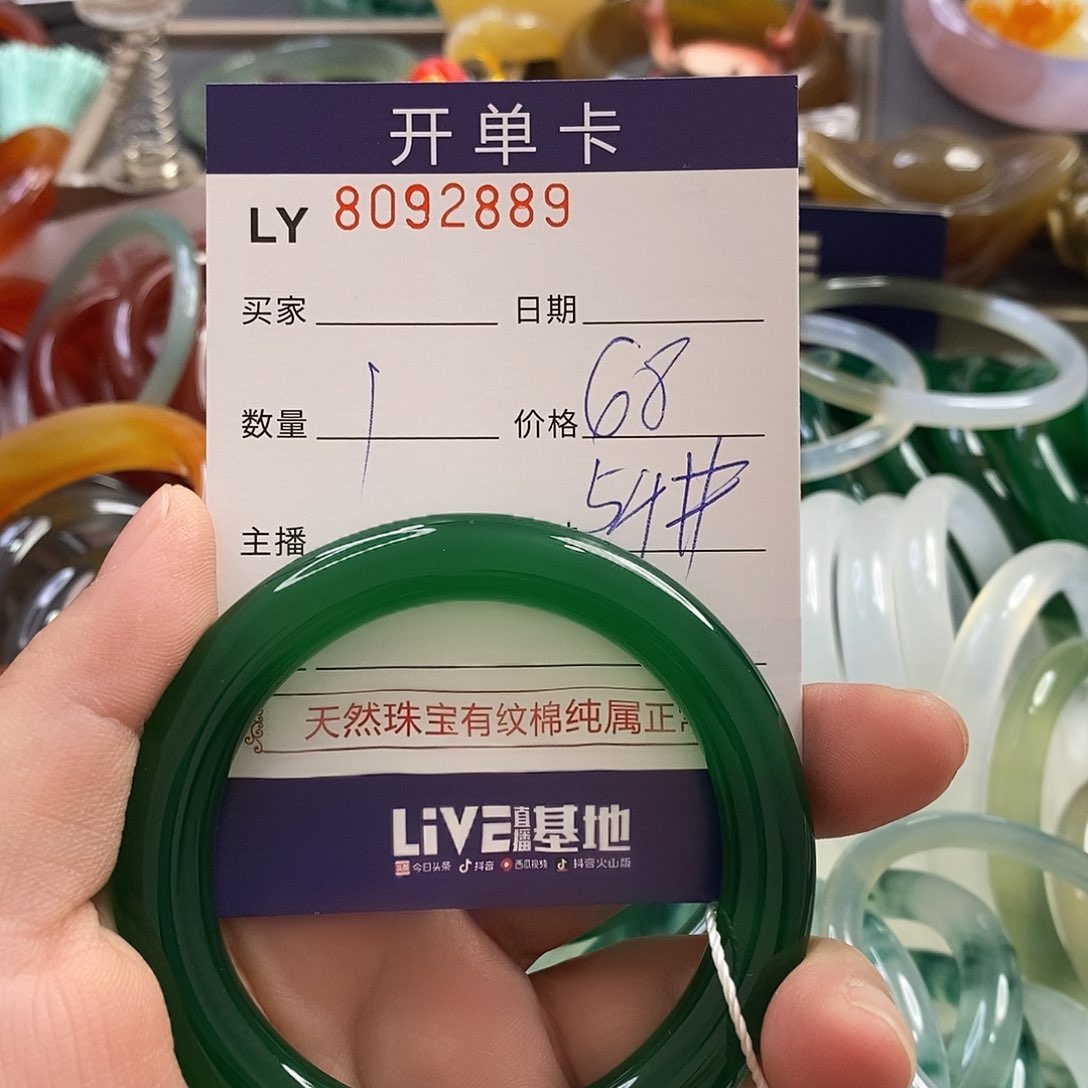 开单卡
LY 8092889
买家 日期
数量 1 价格 68
主播 54#
天然珠宝有纹棉纯属正
LiVE直播基地
今日头条 抖音 西瓜视频 抖音火山版